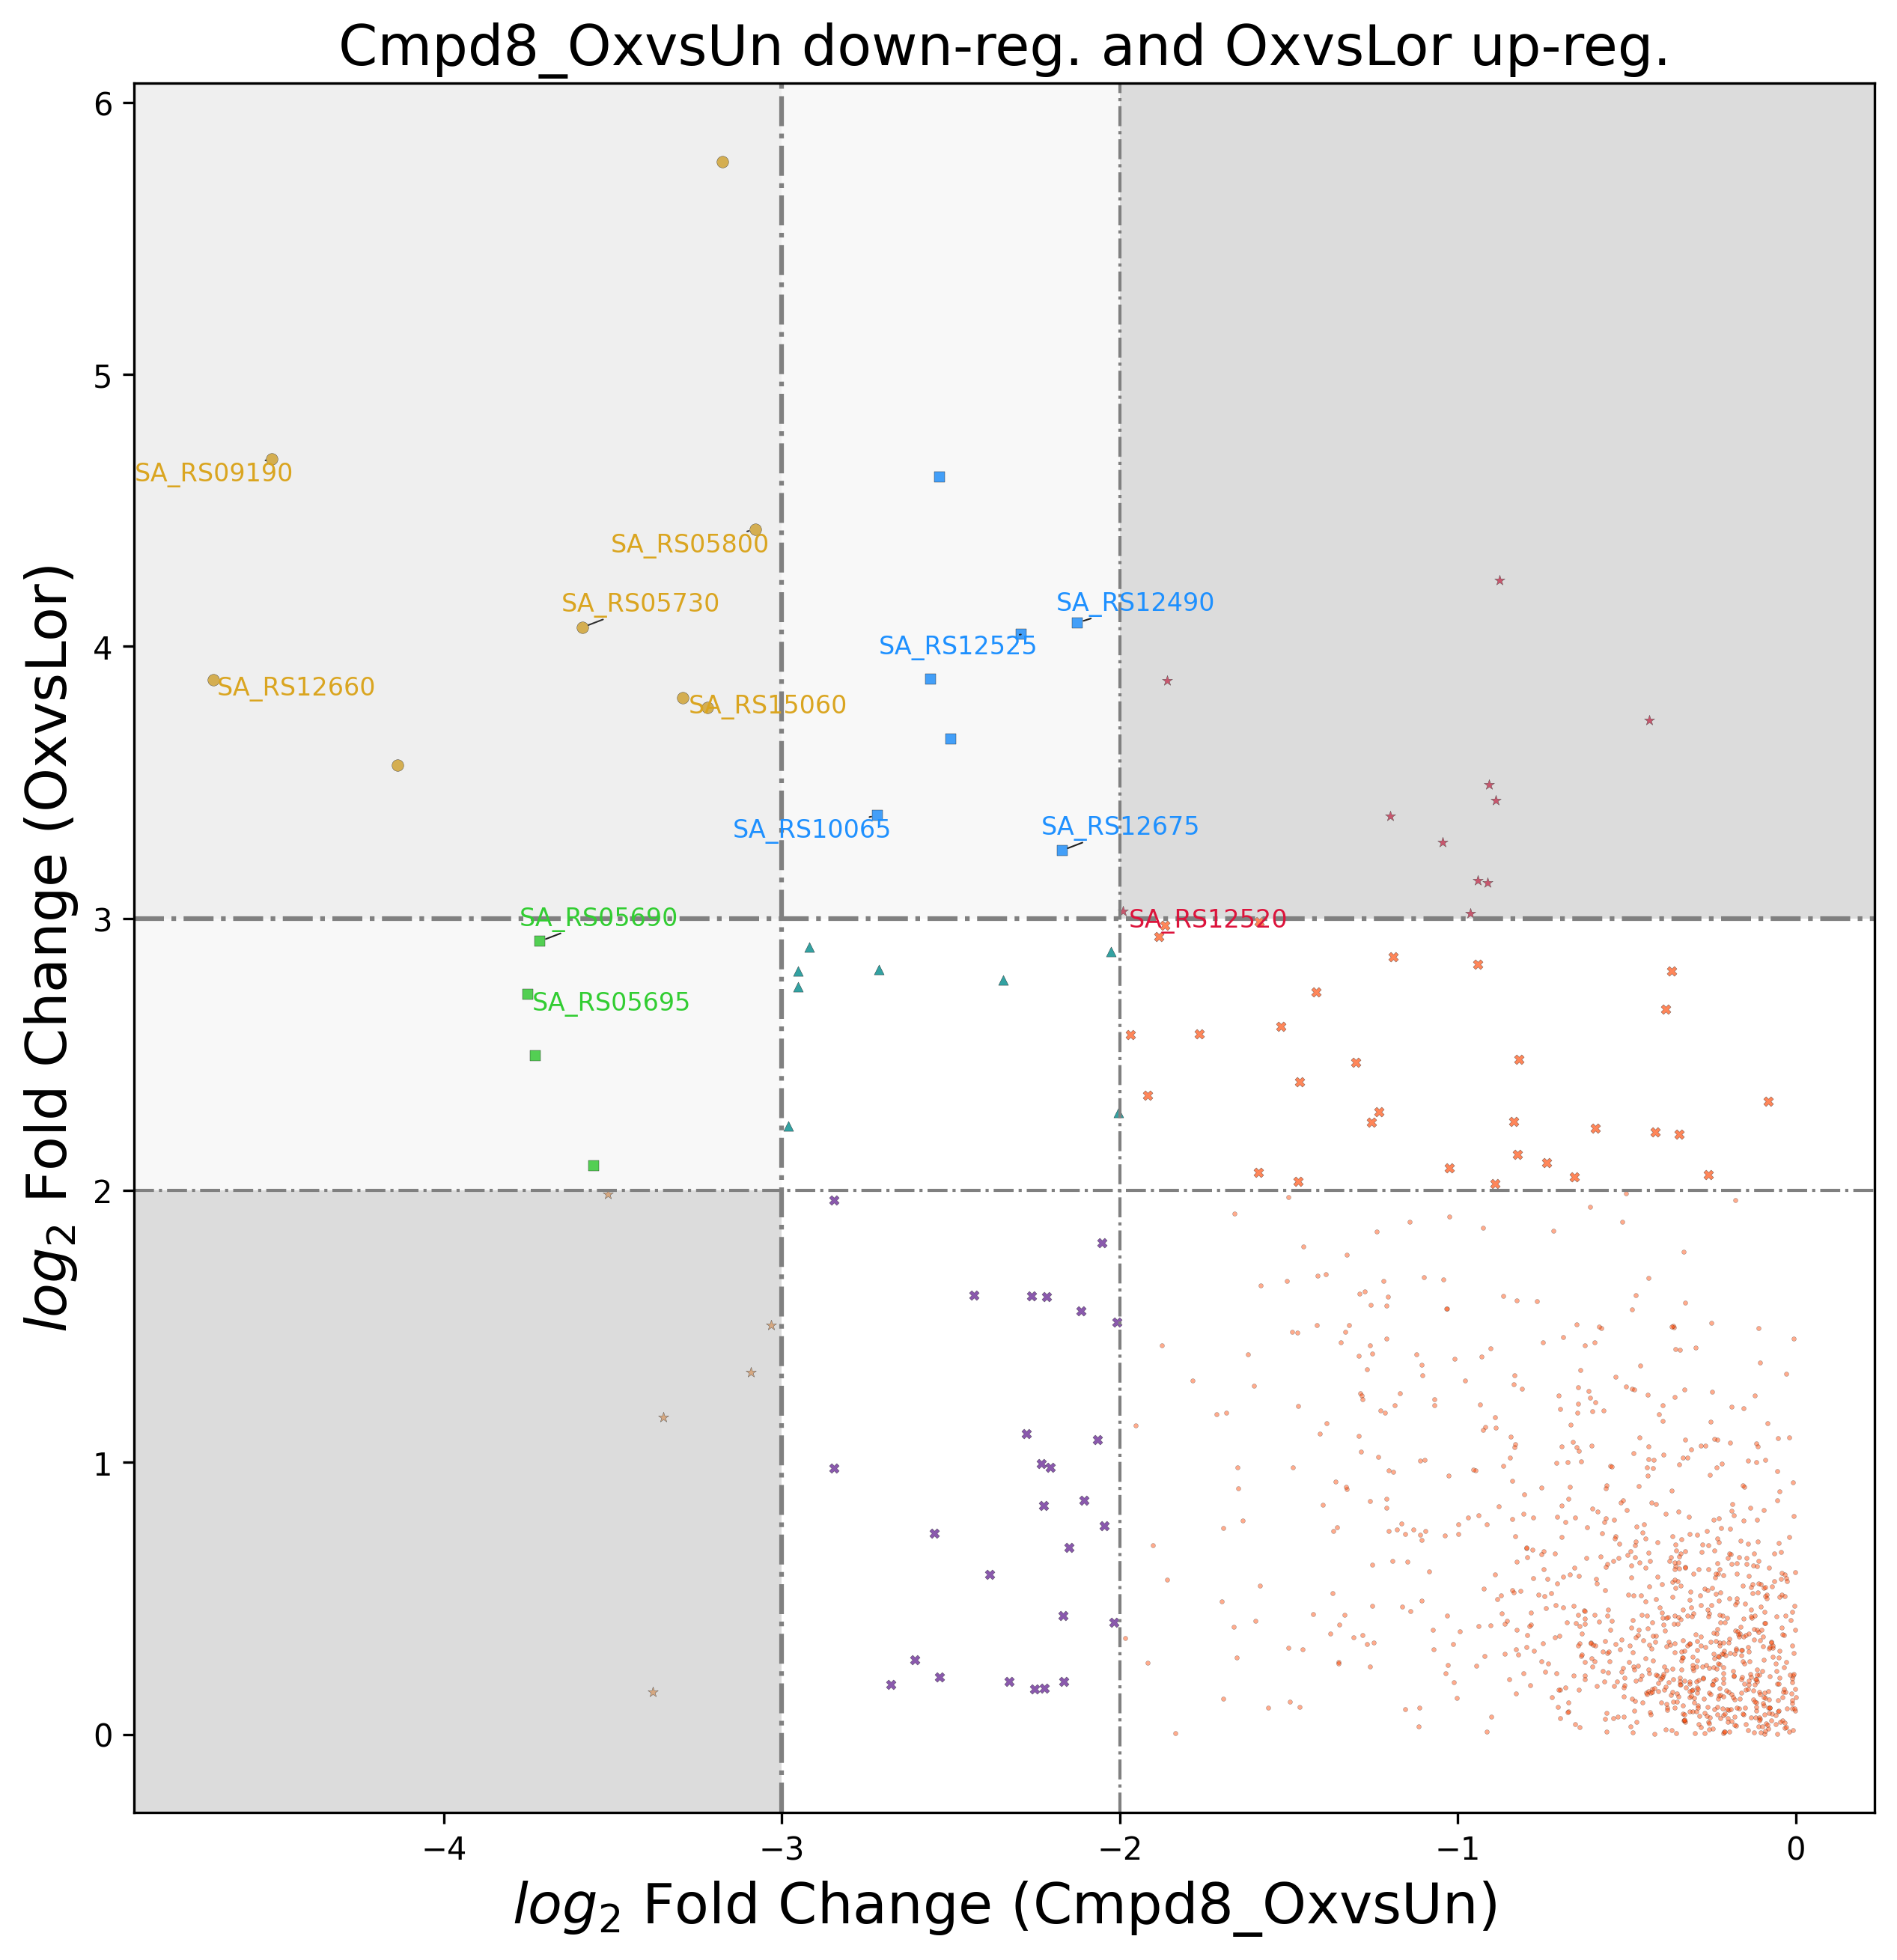 Cmpd8_OxvsUn down-reg. and OxvsLor up-reg.
6
5
4
3
2
1
0
log2 Fold Change (OxvsLor)
SA_RS09190
SA_RS05800
SA_RS05730
SA_RS12490
SA_RS12525
SA_RS12660
SA_RS15060
SA_RS10065
SA_RS12675
SA_RS05690
SA_RS12520
SA_RS05695
−4
−3
−2
−1
0
log2 Fold Change (Cmpd8_OxvsUn)